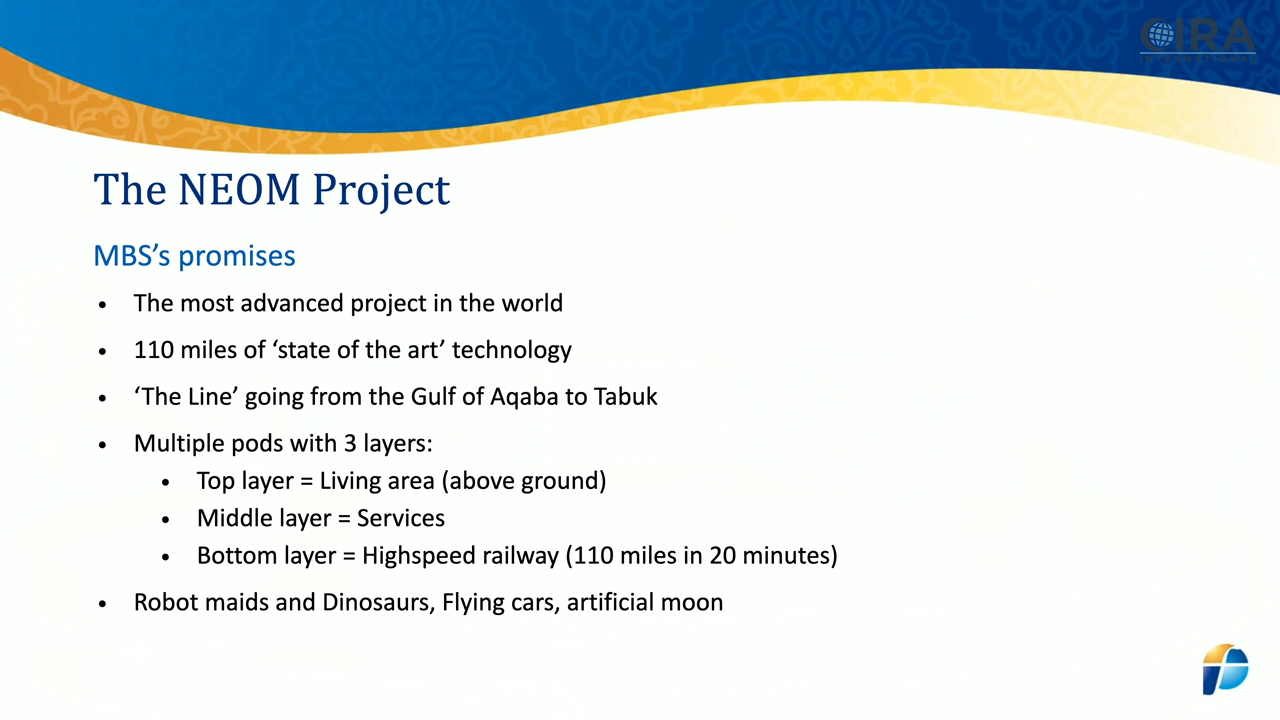 CIRA
INTERNATIONAL
The NEOM Project
MBS’s promises
• The most advanced project in the world
• 110 miles of ‘state of the art’ technology
• ‘The Line’ going from the Gulf of Aqaba to Tabuk
• Multiple pods with 3 layers:
• Top layer = Living area (above ground)
• Middle layer = Services
• Bottom layer = Highspeed railway (110 miles in 20 minutes)
• Robot maids and Dinosaurs, Flying cars, artificial moon